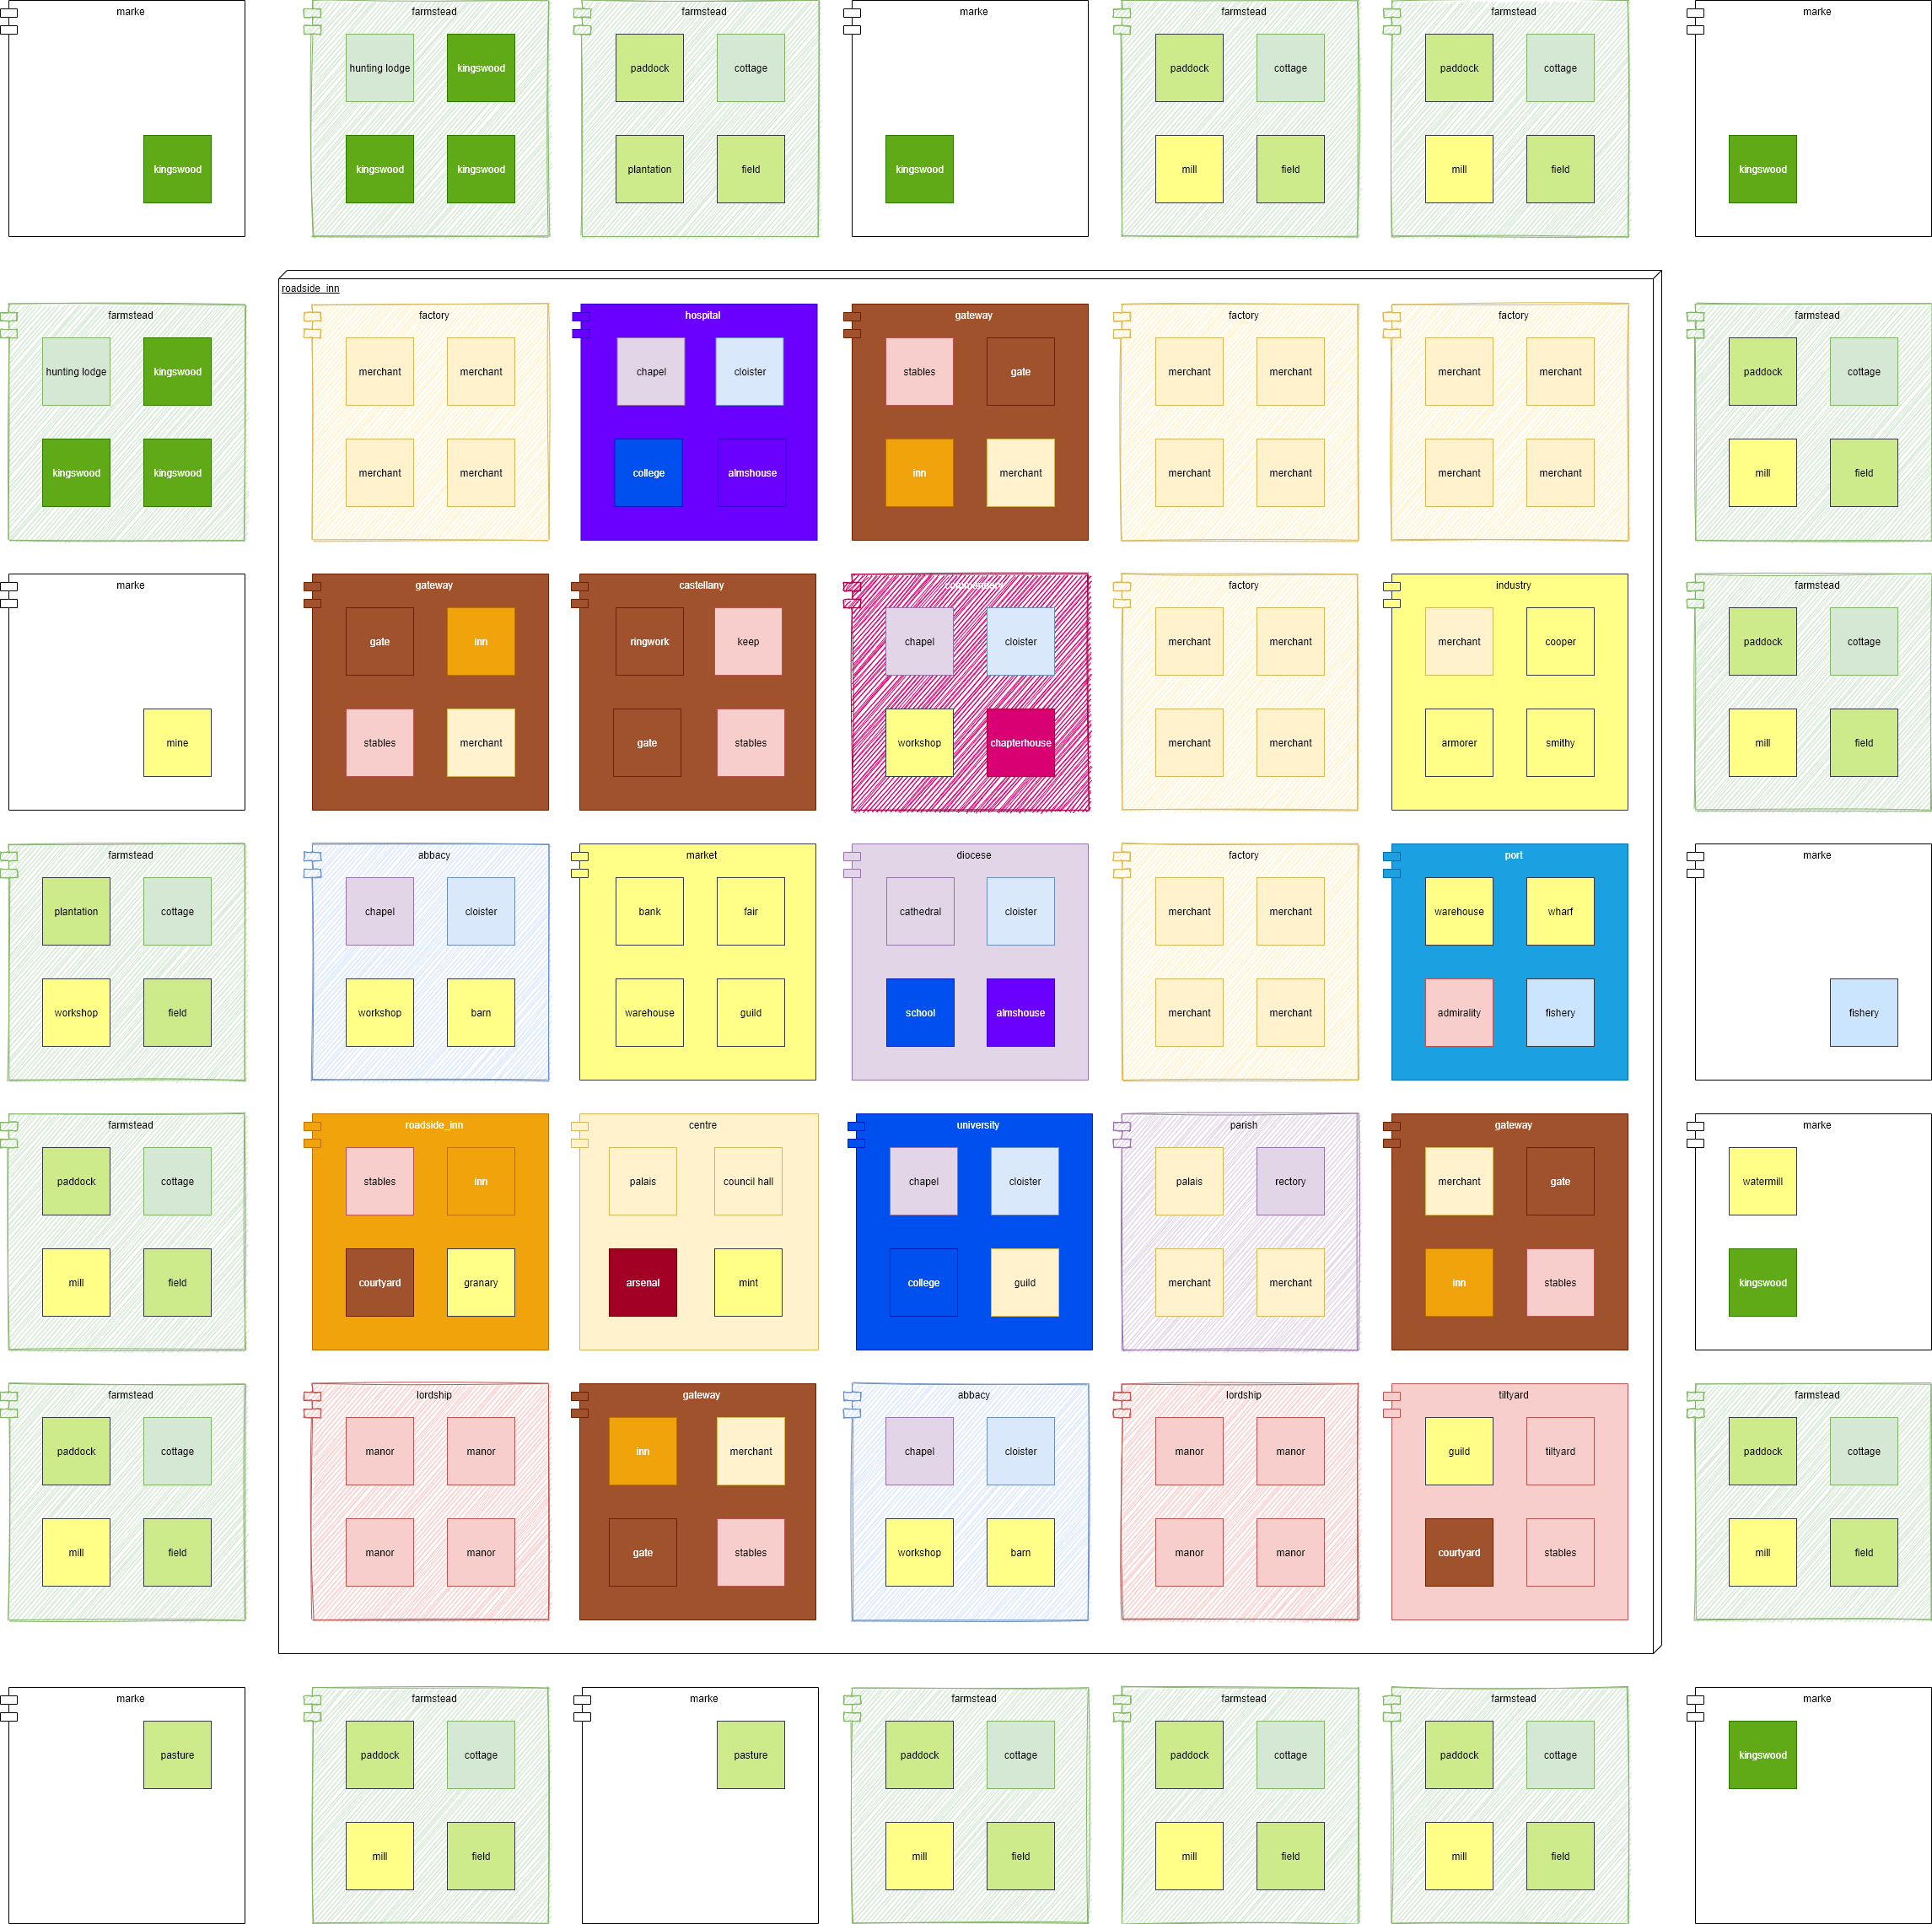 marke
kingswood
farmstead
hunting lodge
kingswood
kingswood
kingswood
farmstead
paddock
cottage
plantation
field
marke
kingswood
farmstead
paddock
cottage
mill
field
farmstead
paddock
cottage
mill
field
marke
kingswood
roadside_inn
farmstead
hunting lodge
kingswood
kingswood
kingswood
factory
merchant
merchant
merchant
merchant
hospital
chapel
cloister
college
almshouse
gateway
stables
gate
inn
merchant
factory
merchant
merchant
merchant
merchant
factory
merchant
merchant
merchant
merchant
farmstead
paddock
cottage
mill
field
marke
mine
gateway
gate
inn
stables
merchant
castellany
ringwork
keep
gate
stables
chapel
cloister
workshop
chapterhouse
factory
merchant
merchant
merchant
merchant
industry
merchant
cooper
armorer
smithy
farmstead
paddock
cottage
mill
field
farmstead
plantation
cottage
workshop
field
abbacy
chapel
cloister
workshop
barn
market
bank
fair
warehouse
guild
diocese
cathedral
cloister
school
almshouse
factory
merchant
merchant
merchant
merchant
port
warehouse
wharf
admirality
fishery
marke
fishery
farmstead
paddock
cottage
mill
field
roadside_inn
stables
inn
courtyard
granary
centre
palais
council hall
arsenal
mint
university
chapel
cloister
college
guild
parish
palais
rectory
merchant
merchant
gateway
merchant
gate
inn
stables
marke
watermill
kingswood
farmstead
paddock
cottage
mill
field
lordship
manor
manor
manor
manor
gateway
inn
merchant
gate
stables
abbacy
chapel
cloister
workshop
barn
lordship
manor
manor
manor
manor
tiltyard
guild
tiltyard
courtyard
stables
farmstead
paddock
cottage
mill
field
marke
pasture
farmstead
paddock
cottage
mill
field
marke
pasture
farmstead
paddock
cottage
mill
field
farmstead
paddock
cottage
mill
field
farmstead
paddock
cottage
mill
field
marke
kingswood